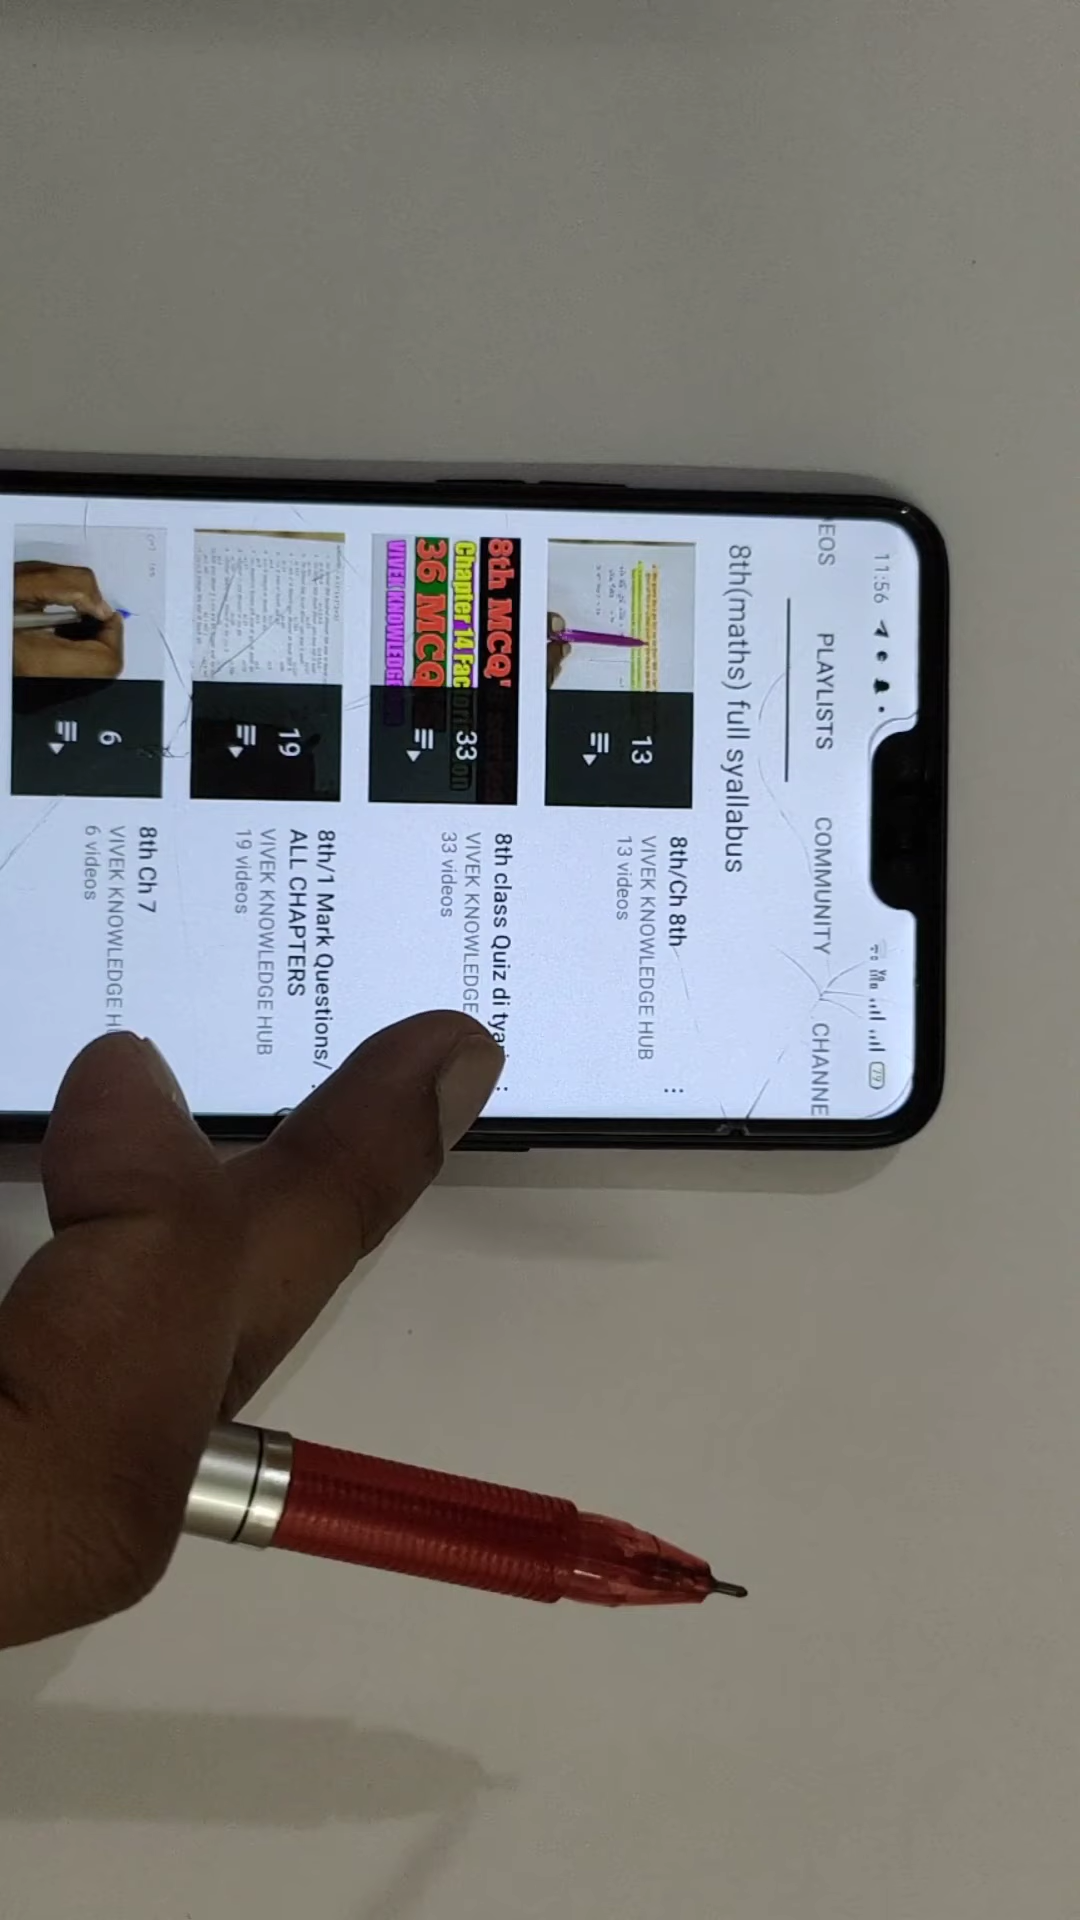 11:56
79
EOS PLAYLISTS COMMUNITY CHANNE
8th(maths) full syallabus
13
8th/Ch 8th
VIVEK KNOWLEDGE HUB
13 videos
8th MCQ'
Chapter 14 Factorison
36 MCQ
VIVEK KNOWLEDGE
33
8th class Quiz di tya
VIVEK KNOWLEDGE
33 videos
19
8th/1 Mark Questions/
ALL CHAPTERS
VIVEK KNOWLEDGE HUB
19 videos
6
8th Ch 7
VIVEK KNOWLEDGE H
6 videos